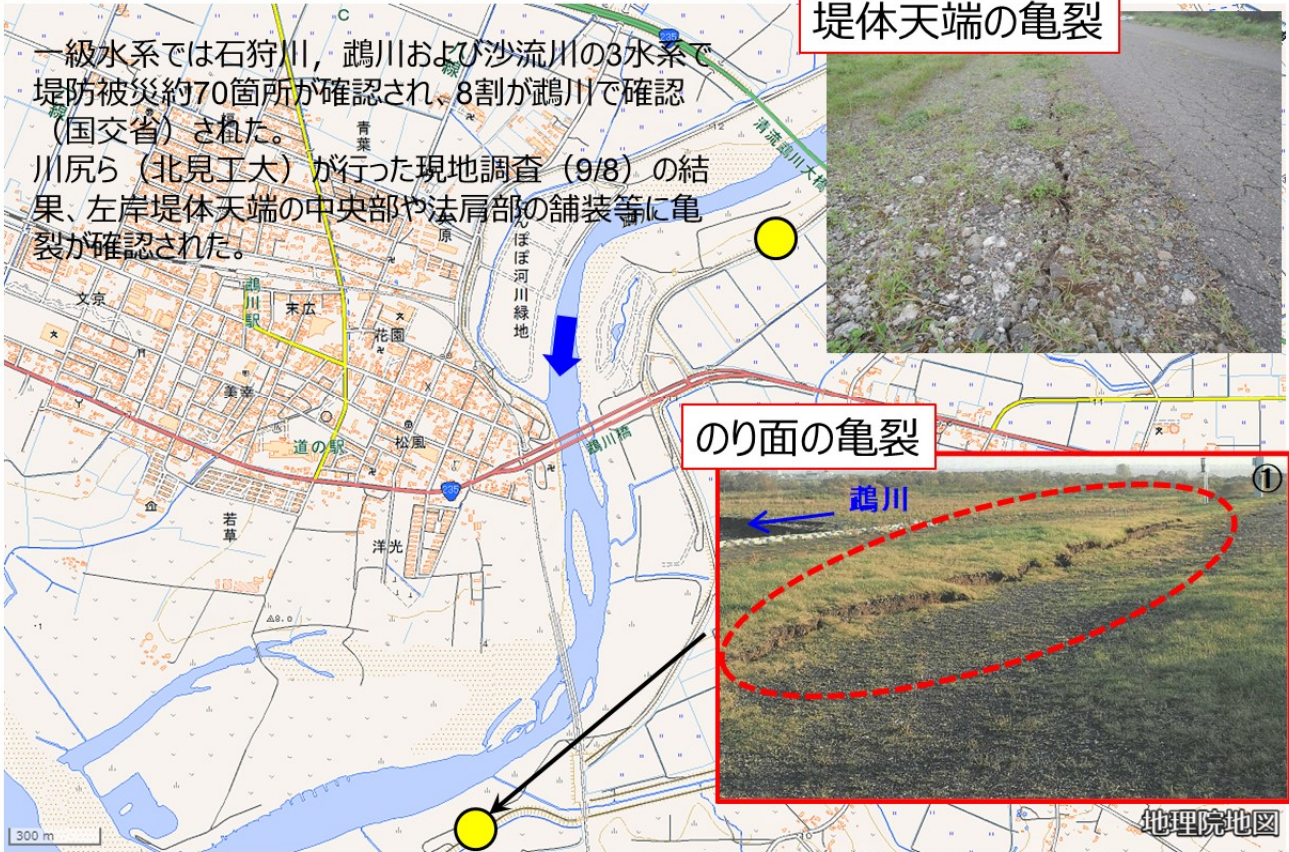 堤体天端の亀裂
一級水系では石狩川，鵡川および沙流川の3水系で
堤防被災約70箇所が確認され、8割が鵡川で確認
（国交省）された。
川尻ら（北見工大）が行った現地調査（9/8）の結
果、左岸堤体天端の中央部や法肩部の舗装等に亀
裂が確認された。
235
清流鵡川大橋
12
青葉
原
んぽぽ河川緑地
文京
鵡川駅
末広
花園
美幸
道の駅
松風
鵡川橋
235
若草
洋光
11
のり面の亀裂
①
鵡川
300 m
地理院地図